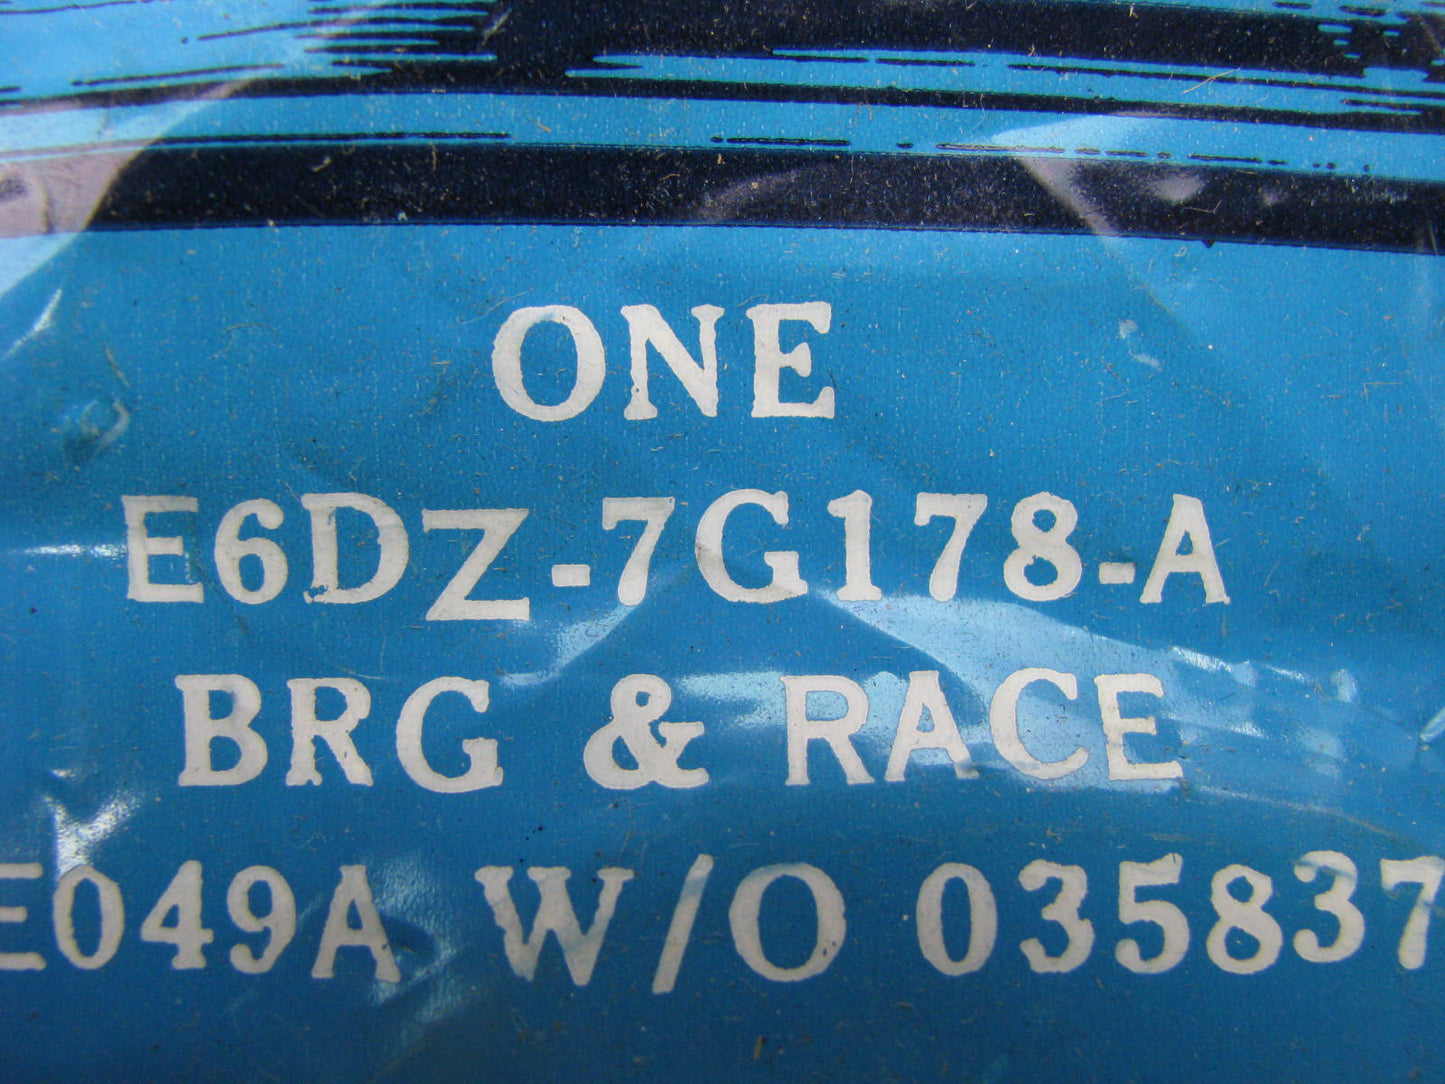 ONE
E6DZ-7G178-A
BRG & RACE
E049A W/O 035837